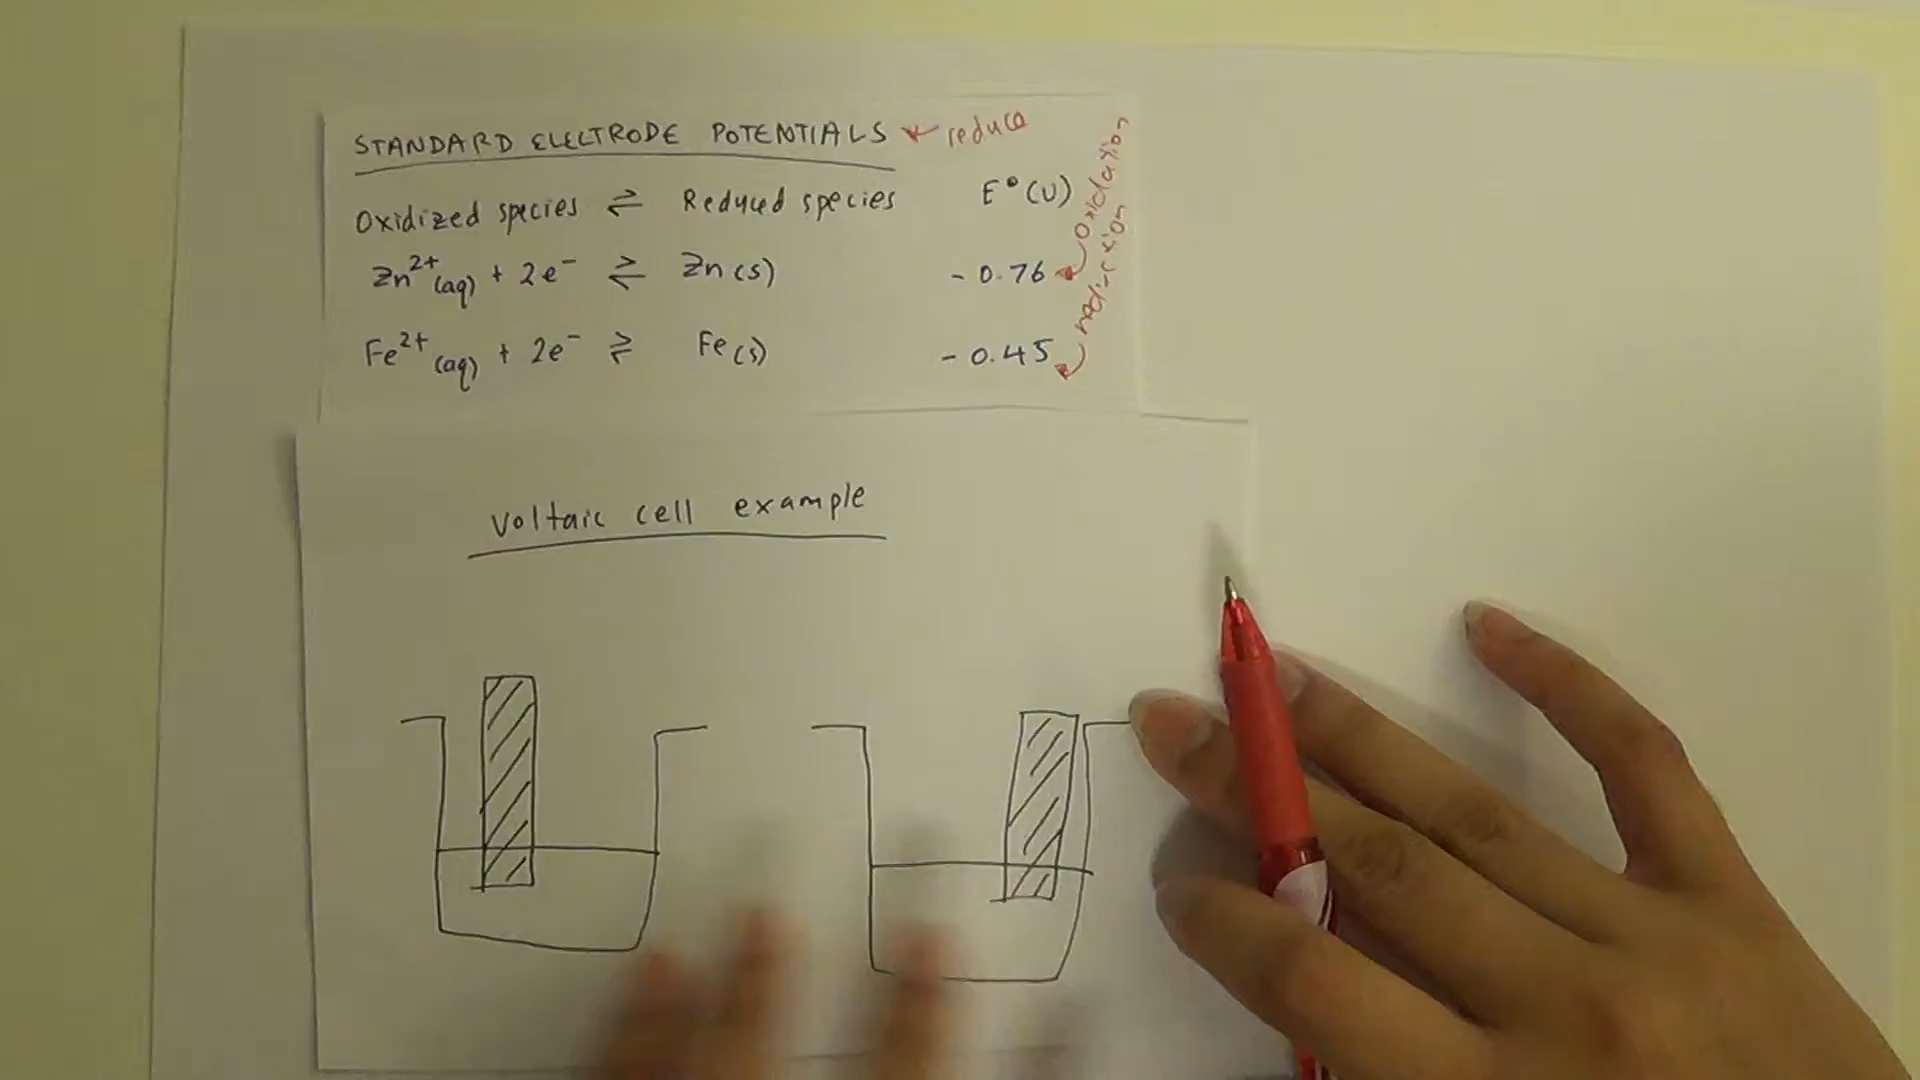 STANDARD ELECTRODE POTENTIALS ← reduce
Oxidized species ⇌ Reduced species E°(V)
Zn²⁺(aq) + 2e⁻ ⇌ Zn(s) - 0.76
Fe²⁺(aq) + 2e⁻ ⇌ Fe(s) - 0.45
oxidation
voltaic cell example